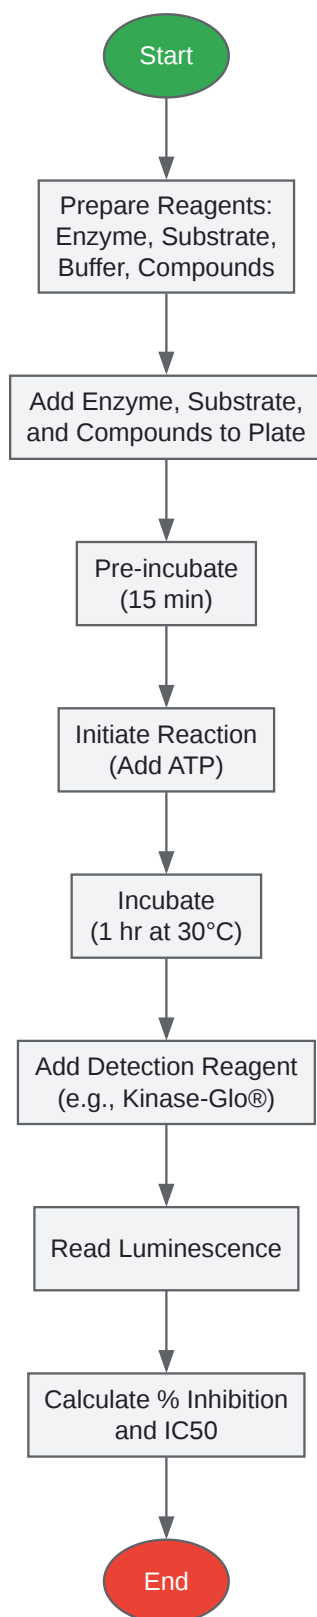 Start
Prepare Reagents:
Enzyme, Substrate,
Buffer, Compounds
Add Enzyme, Substrate,
and Compounds to Plate
Pre-incubate
(15 min)
Initiate Reaction
(Add ATP)
Incubate
(1 hr at 30°C)
Add Detection Reagent
(e.g., Kinase-Glo®)
Read Luminescence
Calculate % Inhibition
and IC50
End